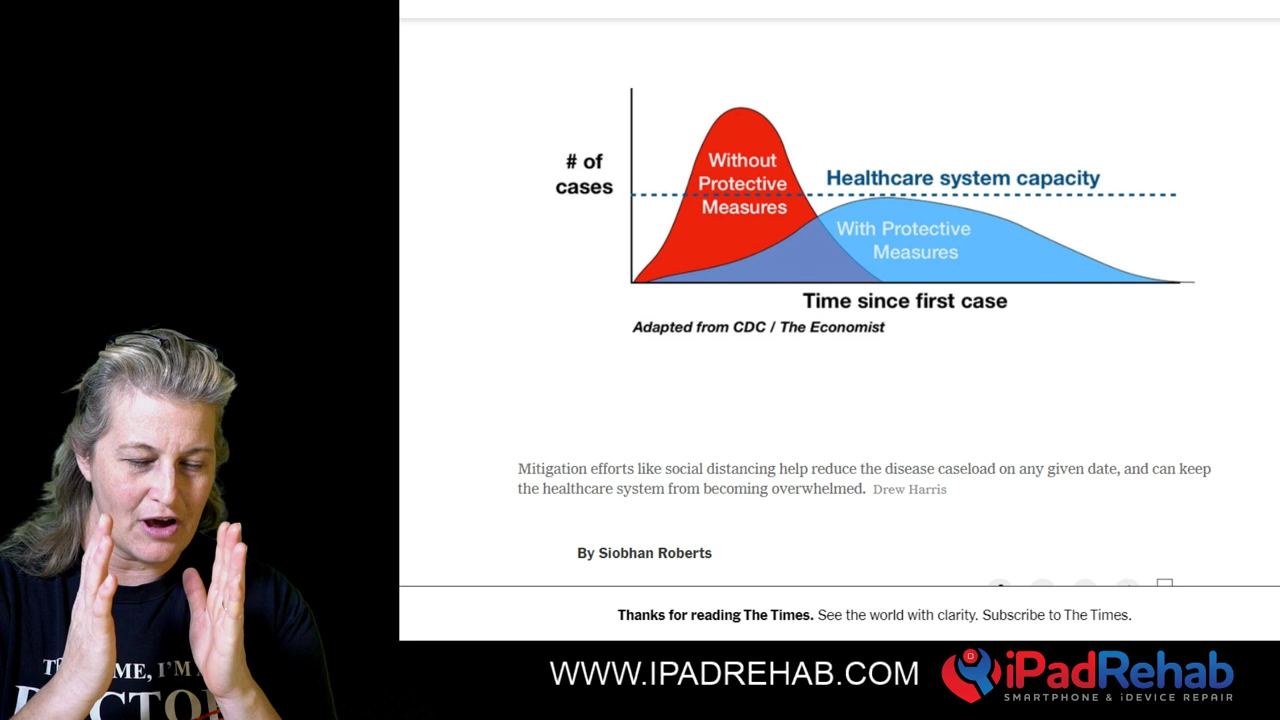 # of
cases
Without
Protective
Measures
Healthcare system capacity
With Protective
Measures
Time since first case
Adapted from CDC / The Economist
Mitigation efforts like social distancing help reduce the disease caseload on any given date, and can keep
the healthcare system from becoming overwhelmed. Drew Harris
By Siobhan Roberts
Thanks for reading The Times. See the world with clarity. Subscribe to The Times.
ME, I'M
WWW.IPADREHAB.COM
iPadRehab
SMARTPHONE & iDEVICE REPAIR